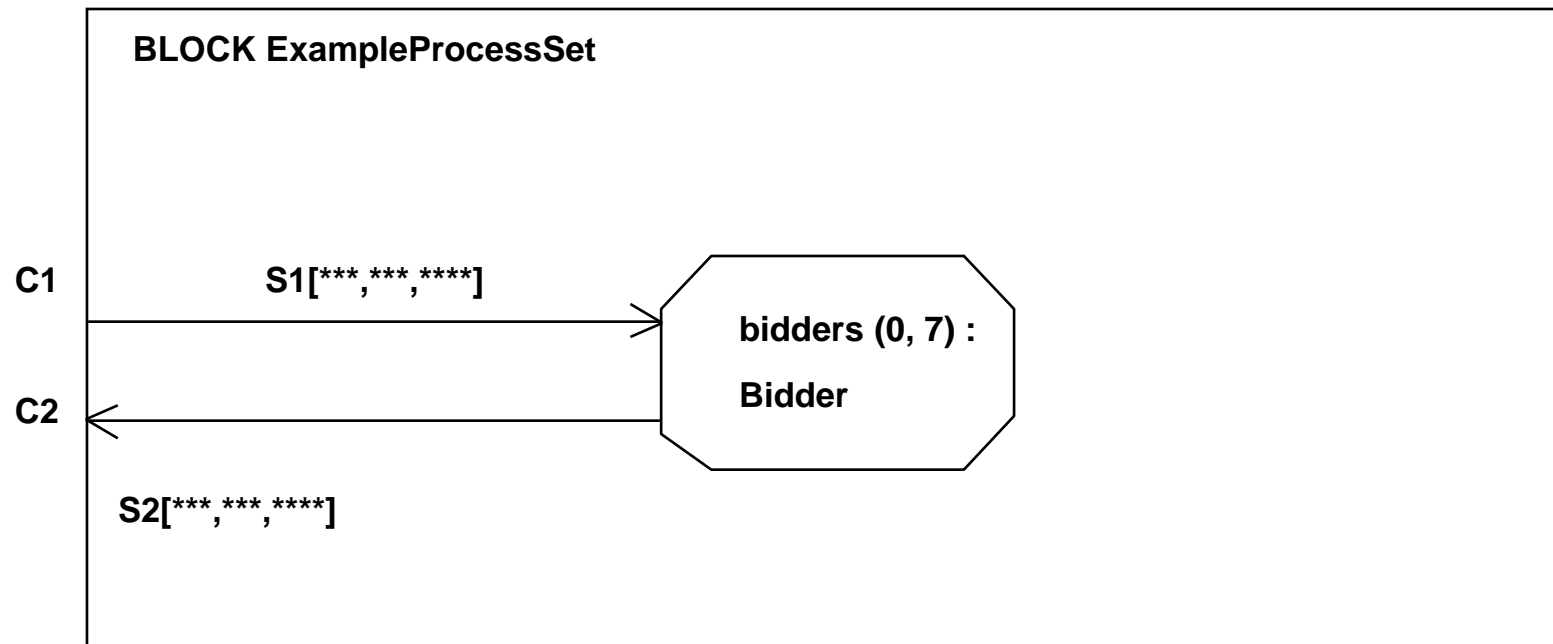 BLOCK ExampleProcessSet
C1
S1[***,***,****]
bidders (0, 7) :
Bidder
C2
S2[***,***,****]